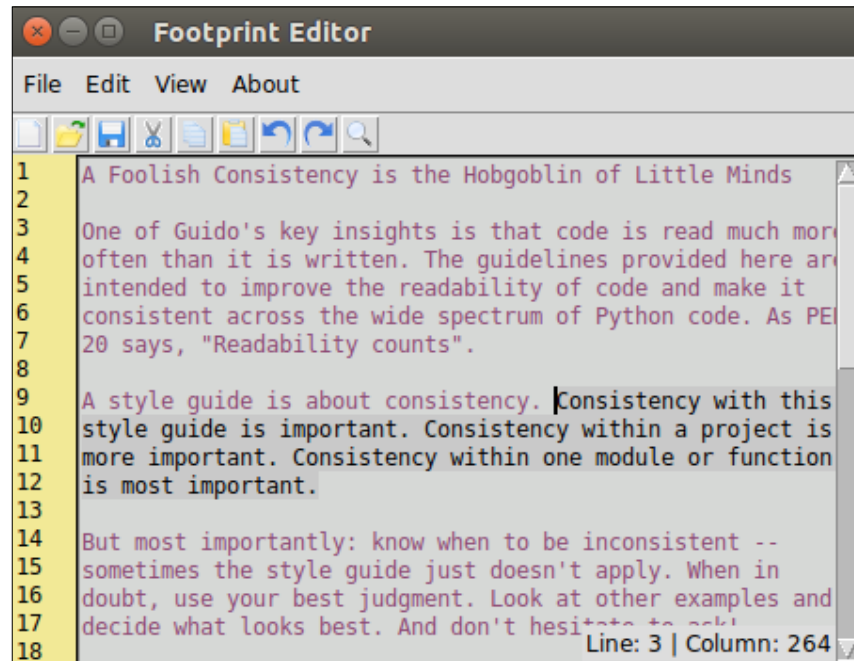 Footprint Editor
File Edit View About
1 A Foolish Consistency is the Hobgoblin of Little Minds
2
3 One of Guido's key insights is that code is read much more
4 often than it is written. The guidelines provided here are
5 intended to improve the readability of code and make it
6 consistent across the wide spectrum of Python code. As PE
7 20 says, "Readability counts".
8
9 A style guide is about consistency. Consistency with this
10 style guide is important. Consistency within a project is
11 more important. Consistency within one module or function
12 is most important.
13
14 But most importantly: know when to be inconsistent --
15 sometimes the style guide just doesn't apply. When in
16 doubt, use your best judgment. Look at other examples and
17 decide what looks best. And don't hesitate to ask!
18
Line: 3 | Column: 264